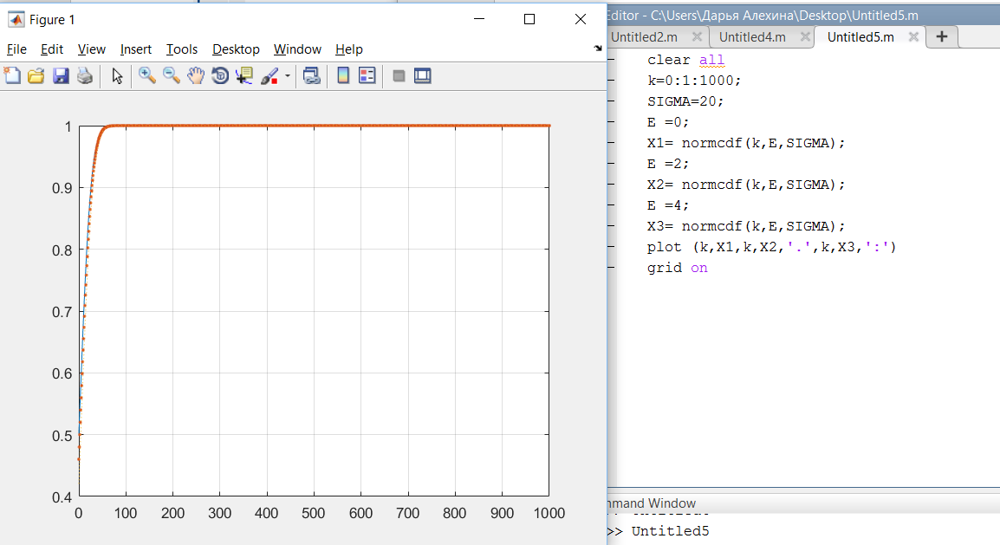 Figure 1
File Edit View Insert Tools Desktop Window Help
1
0.9
0.8
0.7
0.6
0.5
0.4
0 100 200 300 400 500 600 700 800 900 1000
Editor - C:\Users\Дарья Алехина\Desktop\Untitled5.m
Untitled2.m Untitled4.m Untitled5.m
clear all
k=0:1:1000;
SIGMA=20;
E =0;
X1= normcdf(k,E,SIGMA);
E =2;
X2= normcdf(k,E,SIGMA);
E =4;
X3= normcdf(k,E,SIGMA);
plot (k,X1,k,X2,'.',k,X3,':')
grid on
mmand Window
>> Untitled5